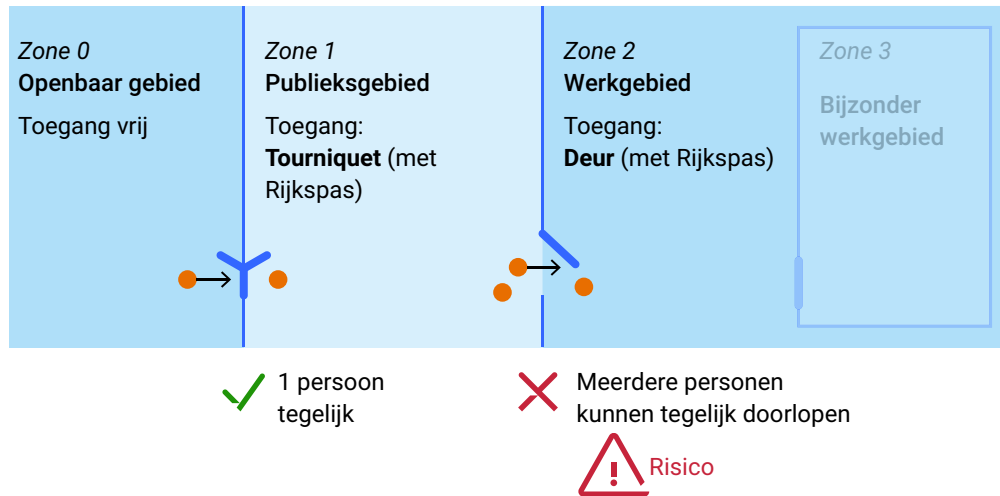 Zone 0
Openbaar gebied
Toegang vrij
Zone 1
Publieksgebied
Toegang:
Tourniquet (met
Rijkspas)
Zone 2
Werkgebied
Toegang:
Deur (met Rijkspas)
Zone 3
Bijzonder
werkgebied
1 persoon
tegelijk
Meerdere personen
kunnen tegelijk doorlopen
Risico